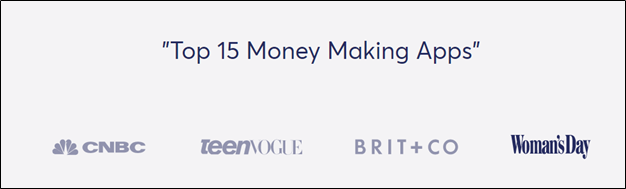 "Top 15 Money Making Apps"
CNBC teenVOGUE BRIT+CO Woman'sDay